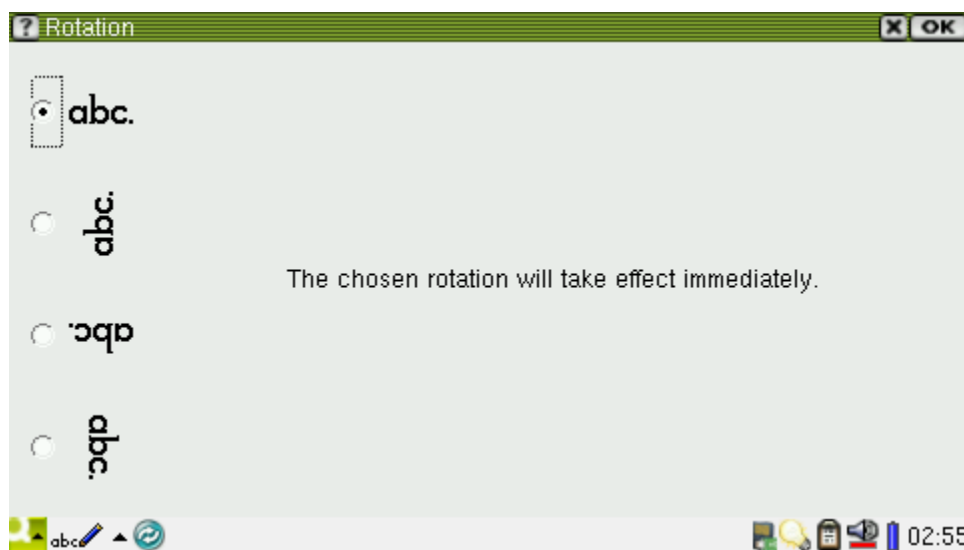 ? Rotation X OK
abc.
abc.
The chosen rotation will take effect immediately.
abc.
abc.
abc 02:55